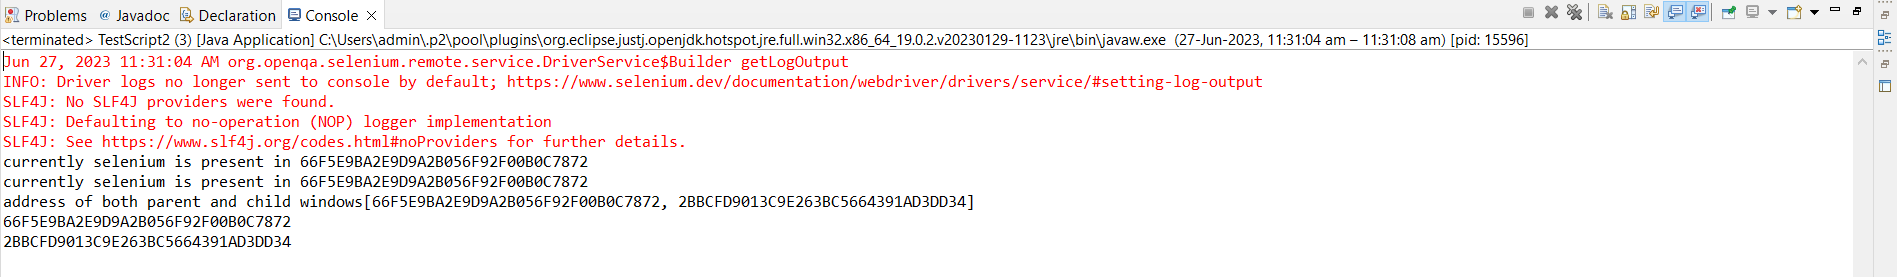 Problems @ Javadoc Declaration Console
<terminated> TestScript2 (3) [Java Application] C:\Users\admin\.p2\pool\plugins\org.eclipse.justj.openjdk.hotspot.jre.full.win32.x86_64_19.0.2.v20230129-1123\jre\bin\javaw.exe (27-Jun-2023, 11:31:04 am – 11:31:08 am) [pid: 15596]
Jun 27, 2023 11:31:04 AM org.openqa.selenium.remote.service.DriverService$Builder getLogOutput
INFO: Driver logs no longer sent to console by default; https://www.selenium.dev/documentation/webdriver/drivers/service/#setting-log-output
SLF4J: No SLF4J providers were found.
SLF4J: Defaulting to no-operation (NOP) logger implementation
SLF4J: See https://www.slf4j.org/codes.html#noProviders for further details.
currently selenium is present in 66F5E9BA2E9D9A2B056F92F00B0C7872
currently selenium is present in 66F5E9BA2E9D9A2B056F92F00B0C7872
address of both parent and child windows[66F5E9BA2E9D9A2B056F92F00B0C7872, 2BBCFD9013C9E263BC5664391AD3DD34]
66F5E9BA2E9D9A2B056F92F00B0C7872
2BBCFD9013C9E263BC5664391AD3DD34